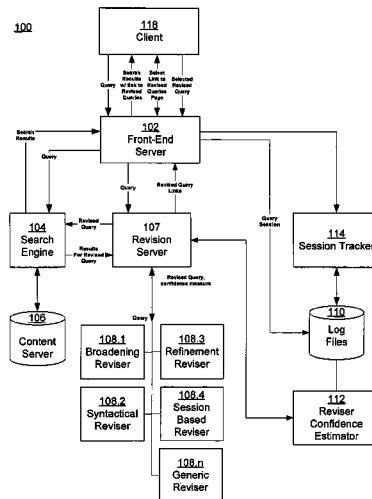 100
118
Client
Query
Search
Results
w/link to
Revised
Queries
Select
Link to
Revised
Queries
Page
Selected
Revised
Query
102
Front-End
Server
Search
Results
Query
Query
Revised Query
Links
Query
Session
104
Search
Engine
Revised
Query
Results
For Revised
Query
107
Revision
Server
114
Session Tracker
106
Content
Server
Revised Query,
confidence measure
Query
110
Log
Files
108.1
Broadening
Reviser
108.3
Refinement
Reviser
108.2
Syntactical
Reviser
108.4
Session
Based
Reviser
112
Reviser
Confidence
Estimator
108.n
Generic
Reviser